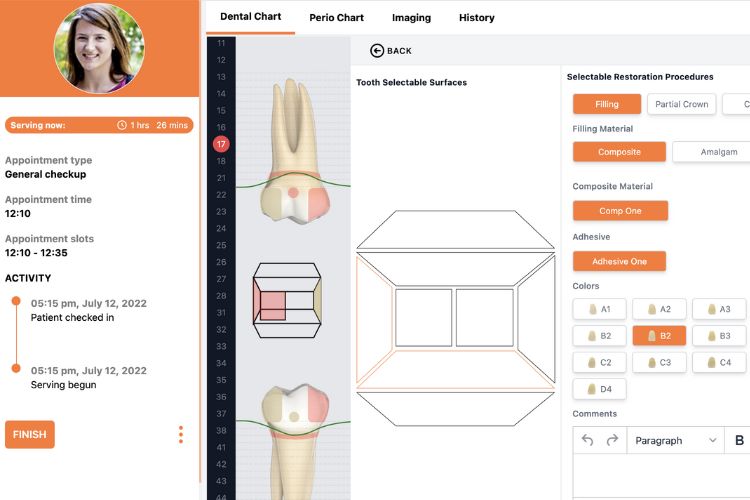 Dental Chart Perio Chart Imaging History
Serving now: 1 hrs 26 mins
Appointment type
General checkup
Appointment time
12:10
Appointment slots
12:10 - 12:35
ACTIVITY
05:15 pm, July 12, 2022
Patient checked in
05:15 pm, July 12, 2022
Serving begun
FINISH
11
12
13
14
15
16
17
18
21
22
23
24
25
26
27
28
31
32
33
34
35
36
37
38
41
42
43
44
BACK
Tooth Selectable Surfaces
Selectable Restoration Procedures
Filling Partial Crown C
Filling Material
Composite Amalgam
Composite Material
Comp One
Adhesive
Adhesive One
Colors
A1 A2 A3
B2 B2 B3
C2 C3 C4
D4
Comments
Paragraph B